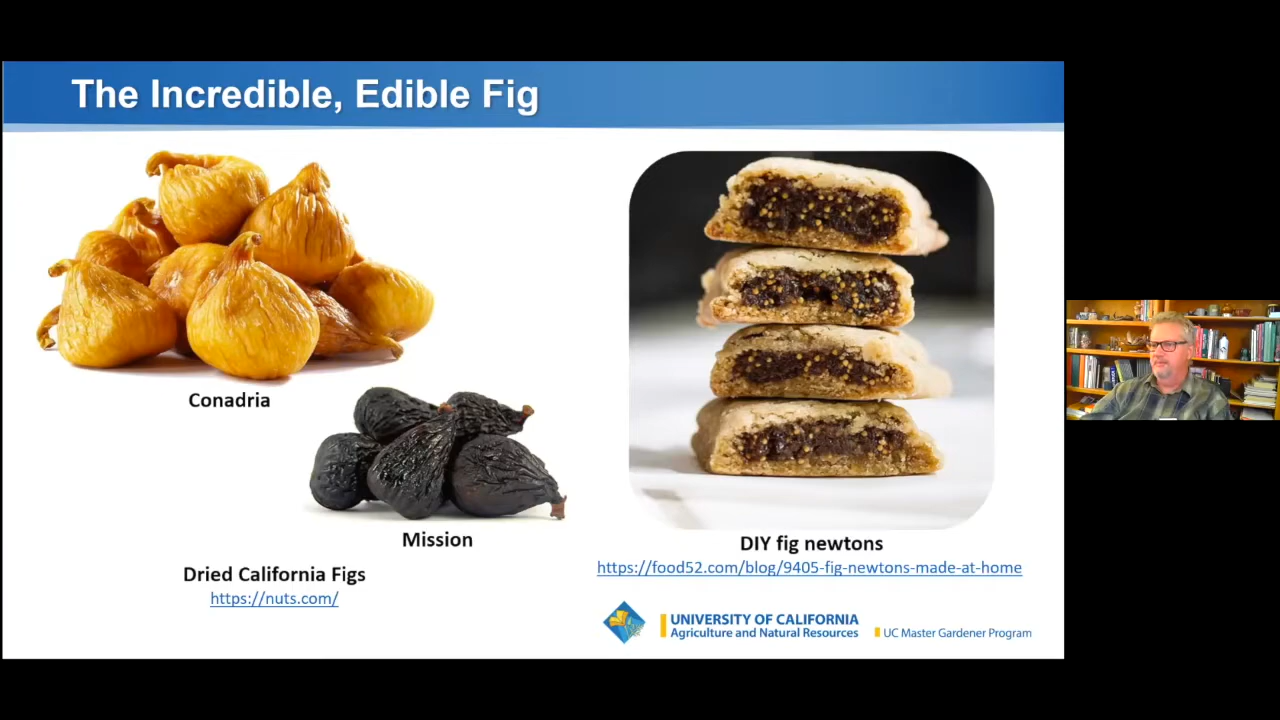 The Incredible, Edible Fig
Conadria
Mission
Dried California Figs
https://nuts.com/
DIY fig newtons
https://food52.com/blog/9405-fig-newtons-made-at-home
UNIVERSITY OF CALIFORNIA
Agriculture and Natural Resources
UC Master Gardener Program